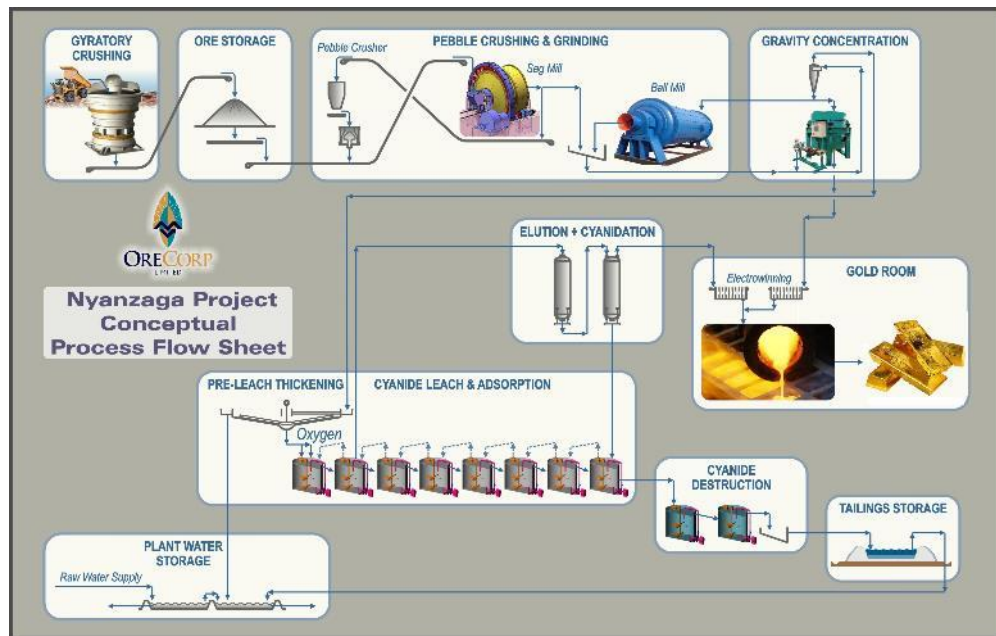 GYRATORY
CRUSHING
ORE STORAGE
PEBBLE CRUSHING & GRINDING
Pebble Crusher
Sag Mill
Ball Mill
GRAVITY CONCENTRATION
ORECORP
LIMITED
Nyanzaga Project
Conceptual
Process Flow Sheet
ELUTION + CYANIDATION
GOLD ROOM
Electrowinning
PRE-LEACH THICKENING
CYANIDE LEACH & ADSORPTION
Oxygen
CYANIDE
DESTRUCTION
TAILINGS STORAGE
PLANT WATER
STORAGE
Raw Water Supply